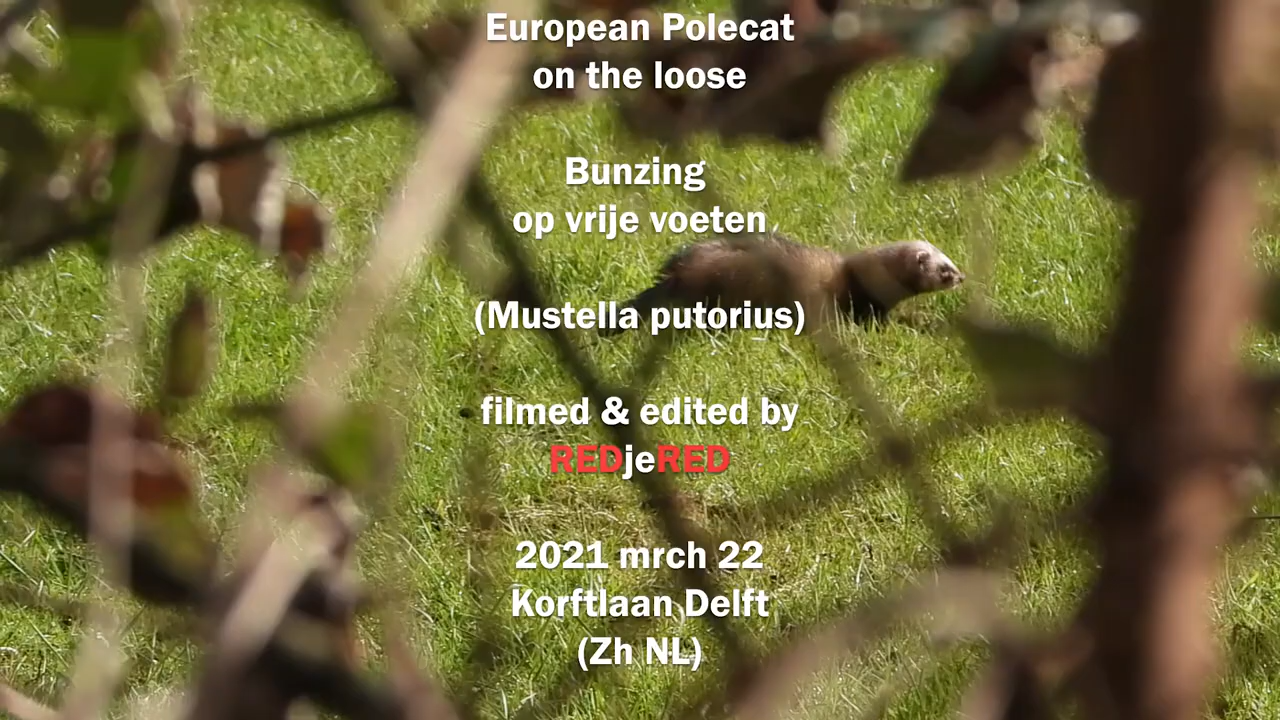 European Polecat
on the loose
Bunzing
op vrije voeten
(Mustella putorius)
filmed & edited by
REDjeRED
2021 mrch 22
Korftlaan Delft
(Zh NL)